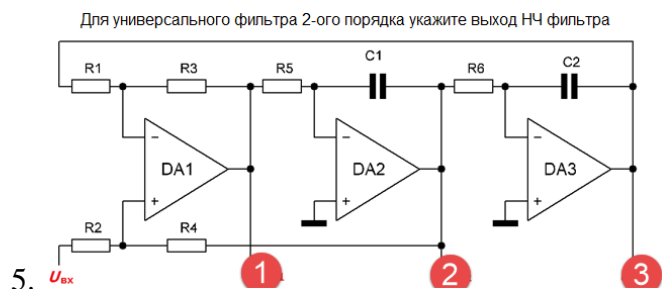 Для универсального фильтра 2-ого порядка укажите выход НЧ фильтра
C1 C2
R1 R3 R5 R6
− − −
DA1 DA2 DA3
+ + +
R2 R4
5. Uвх 1 2 3